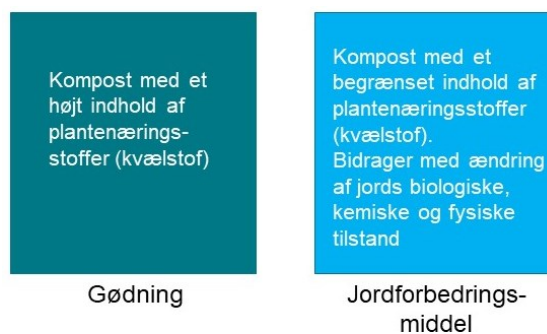 Kompost med et
højt indhold af
plantenærings-
stoffer (kvælstof)
Gødning
Kompost med et
begrænset indhold af
plantenæringsstoffer
(kvælstof).
Bidrager med ændring
af jords biologiske,
kemiske og fysiske
tilstand
Jordforbedrings-
middel